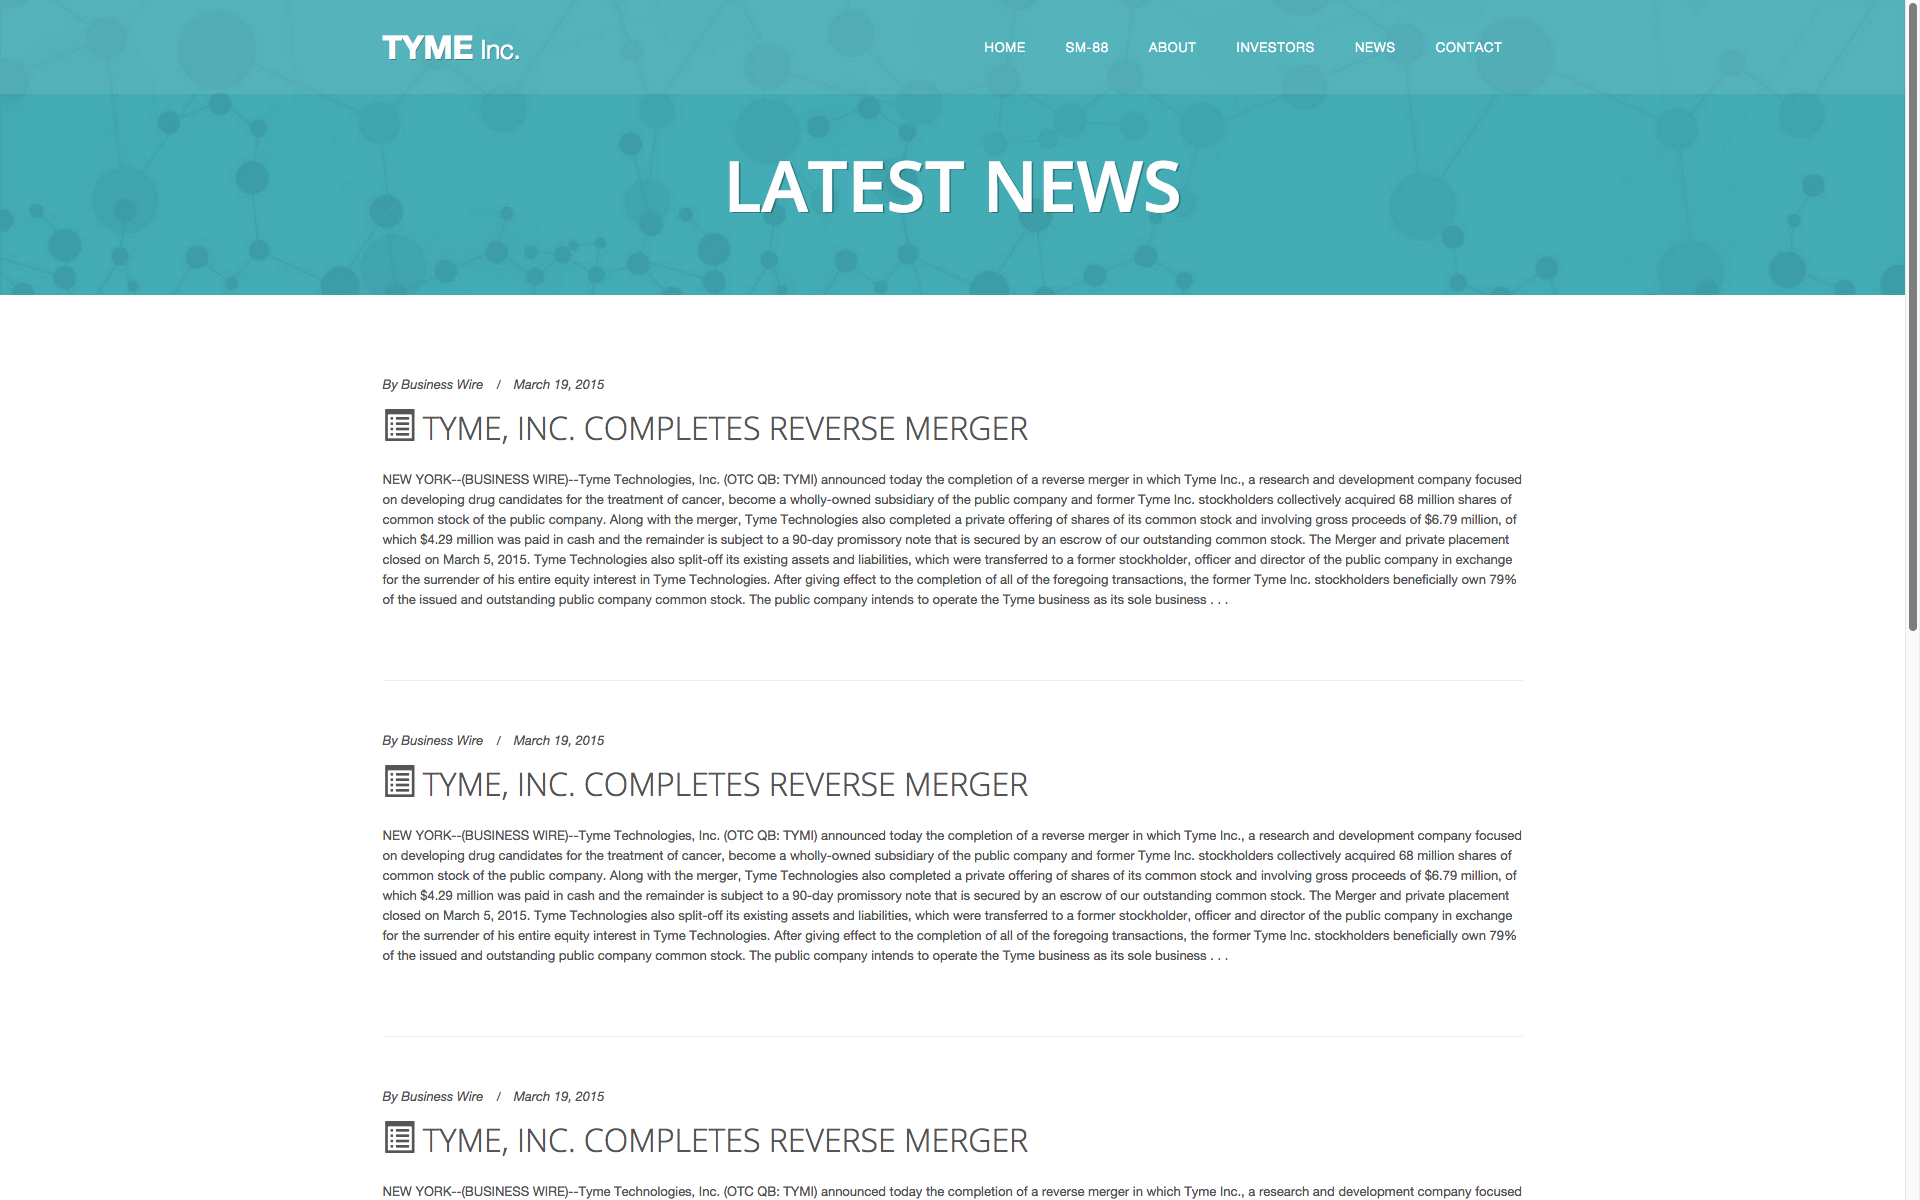 TYME Inc.
HOME SM-88 ABOUT INVESTORS NEWS CONTACT
LATEST NEWS
By Business Wire / March 19, 2015
TYME, INC. COMPLETES REVERSE MERGER
NEW YORK--(BUSINESS WIRE)--Tyme Technologies, Inc. (OTC QB: TYMI) announced today the completion of a reverse merger in which Tyme Inc., a research and development company focused
on developing drug candidates for the treatment of cancer, become a wholly-owned subsidiary of the public company and former Tyme Inc. stockholders collectively acquired 68 million shares of
common stock of the public company. Along with the merger, Tyme Technologies also completed a private offering of shares of its common stock and involving gross proceeds of $6.79 million, of
which $4.29 million was paid in cash and the remainder is subject to a 90-day promissory note that is secured by an escrow of our outstanding common stock. The Merger and private placement
closed on March 5, 2015. Tyme Technologies also split-off its existing assets and liabilities, which were transferred to a former stockholder, officer and director of the public company in exchange
for the surrender of his entire equity interest in Tyme Technologies. After giving effect to the completion of all of the foregoing transactions, the former Tyme Inc. stockholders beneficially own 79%
of the issued and outstanding public company common stock. The public company intends to operate the Tyme business as its sole business . . .
By Business Wire / March 19, 2015
TYME, INC. COMPLETES REVERSE MERGER
NEW YORK--(BUSINESS WIRE)--Tyme Technologies, Inc. (OTC QB: TYMI) announced today the completion of a reverse merger in which Tyme Inc., a research and development company focused
on developing drug candidates for the treatment of cancer, become a wholly-owned subsidiary of the public company and former Tyme Inc. stockholders collectively acquired 68 million shares of
common stock of the public company. Along with the merger, Tyme Technologies also completed a private offering of shares of its common stock and involving gross proceeds of $6.79 million, of
which $4.29 million was paid in cash and the remainder is subject to a 90-day promissory note that is secured by an escrow of our outstanding common stock. The Merger and private placement
closed on March 5, 2015. Tyme Technologies also split-off its existing assets and liabilities, which were transferred to a former stockholder, officer and director of the public company in exchange
for the surrender of his entire equity interest in Tyme Technologies. After giving effect to the completion of all of the foregoing transactions, the former Tyme Inc. stockholders beneficially own 79%
of the issued and outstanding public company common stock. The public company intends to operate the Tyme business as its sole business . . .
By Business Wire / March 19, 2015
TYME, INC. COMPLETES REVERSE MERGER
NEW YORK--(BUSINESS WIRE)--Tyme Technologies, Inc. (OTC QB: TYMI) announced today the completion of a reverse merger in which Tyme Inc., a research and development company focused